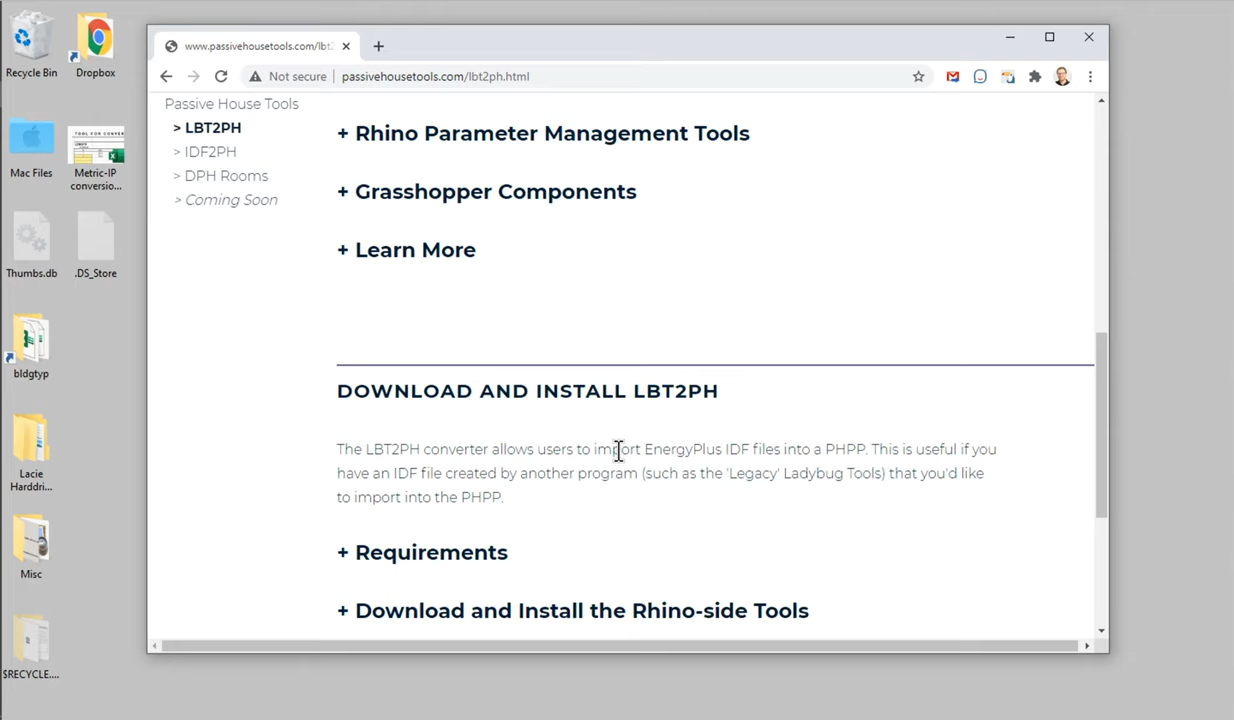 Recycle Bin
Dropbox
Mac Files
Metric-IP
conversio...
Thumbs.db
.DS_Store
bldgtyp
Lacie
Harddri...
Misc
$RECYCLE....
www.passivehousetools.com/lbt2
Not secure
passivehousetools.com/lbt2ph.html
Passive House Tools
> LBT2PH
> IDF2PH
> DPH Rooms
> Coming Soon
+ Rhino Parameter Management Tools
+ Grasshopper Components
+ Learn More
DOWNLOAD AND INSTALL LBT2PH
The LBT2PH converter allows users to import EnergyPlus IDF files into a PHPP. This is useful if you
have an IDF file created by another program (such as the 'Legacy' Ladybug Tools) that you'd like
to import into the PHPP.
+ Requirements
+ Download and Install the Rhino-side Tools